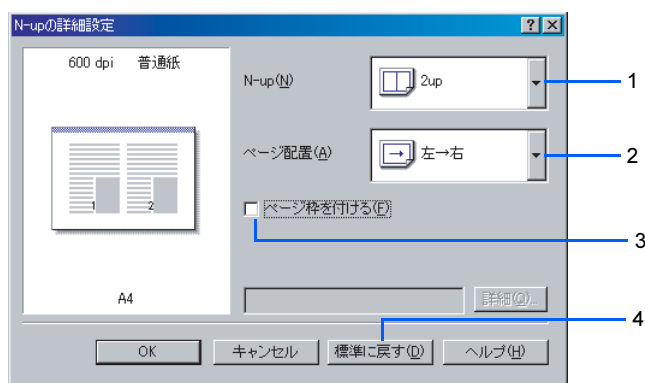 N-upの詳細設定
600 dpi 普通紙
N-up(N) 2up 1
ページ配置(A) 左→右 2
ページ枠を付ける(F)
3
1 2
A4 詳細(O)...
4
OK キャンセル 標準に戻す(D) ヘルプ(H)